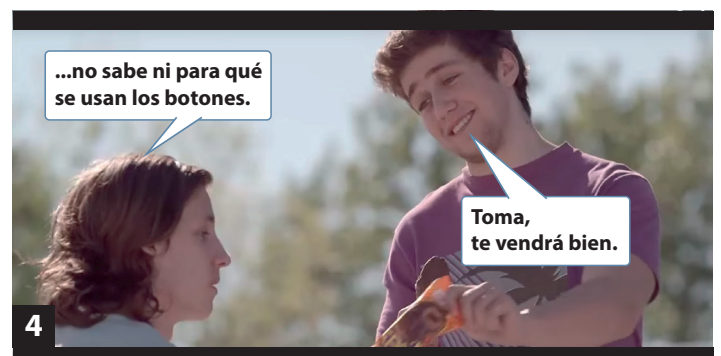 ...no sabe ni para qué
se usan los botones.
Toma,
te vendrá bien.
4